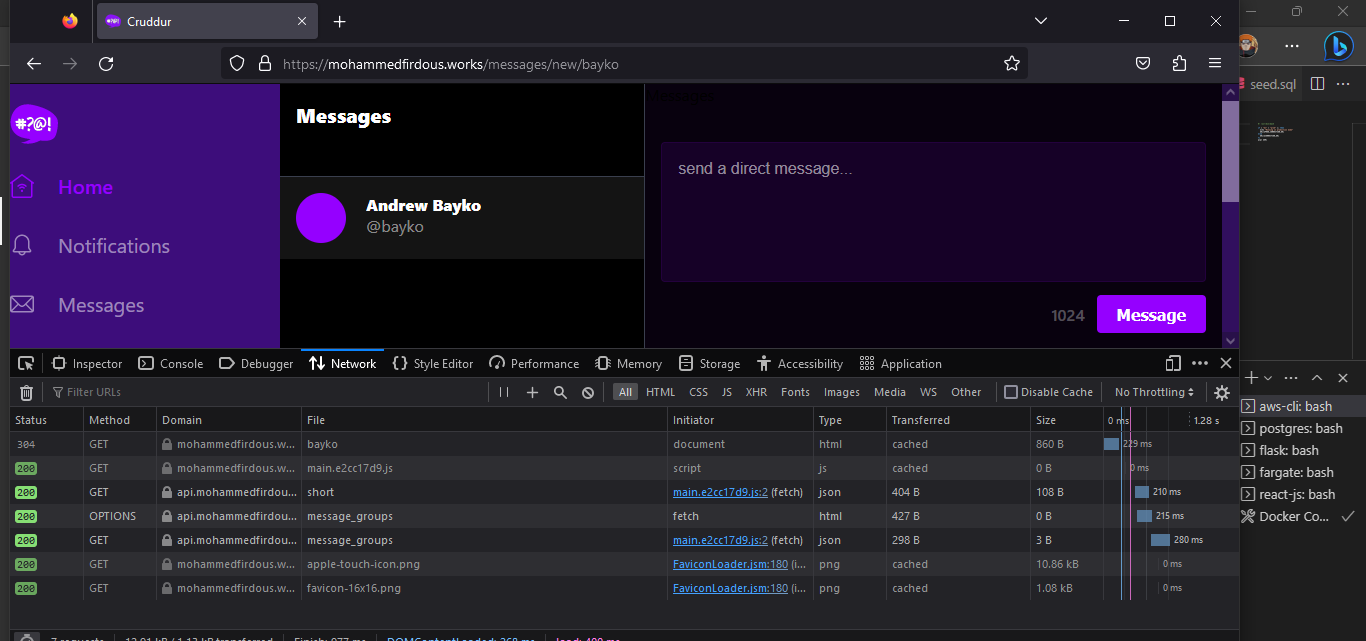 #?@! Cruddur
https://mohammedfirdous.works/messages/new/bayko
seed.sql
#?@!
Home
Notifications
Messages
Messages
Andrew Bayko
@bayko
send a direct message...
1024 Message
Inspector Console Debugger Network Style Editor Performance Memory Storage Accessibility Application
Filter URLs All HTML CSS JS XHR Fonts Images Media WS Other Disable Cache No Throttling
Status Method Domain File Initiator Type Transferred Size 0 ms 1.28 s
304 GET mohammedfirdous.w... bayko document html cached 860 B 229 ms
200 GET mohammedfirdous.w... main.e2cc17d9.js script js cached 0 B 0 ms
200 GET api.mohammedfirdou... short main.e2cc17d9.js:2 (fetch) json 404 B 108 B 210 ms
200 OPTIONS api.mohammedfirdou... message_groups fetch html 427 B 0 B 215 ms
200 GET api.mohammedfirdou... message_groups main.e2cc17d9.js:2 (fetch) json 298 B 3 B 280 ms
200 GET mohammedfirdous.w... apple-touch-icon.png FaviconLoader.jsm:180 (i... png cached 10.86 kB 0 ms
200 GET mohammedfirdous.w... favicon-16x16.png FaviconLoader.jsm:180 (i... png cached 1.08 kB 0 ms
7 requests
aws-cli: bash
postgres: bash
flask: bash
fargate: bash
react-js: bash
Docker Co...